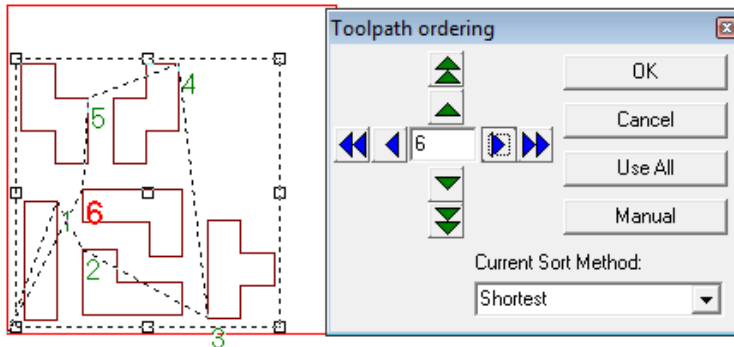 Toolpath ordering
4
5
OK
6
Cancel
Use All
1
6
Manual
2
Current Sort Method:
Shortest
3